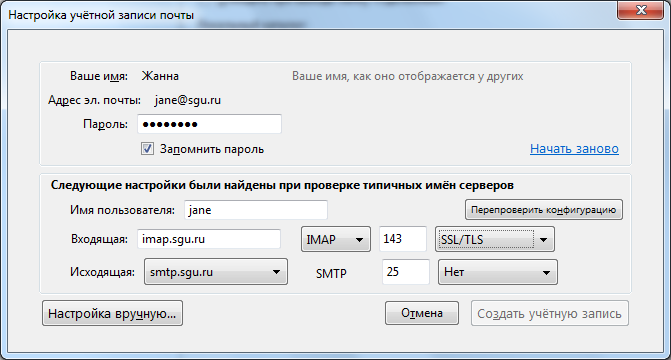 Настройка учётной записи почты
Ваше имя: Жанна Ваше имя, как оно отображается у других
Адрес эл. почты: jane@sgu.ru
Пароль: ●●●●●●●●
Запомнить пароль Начать заново
Следующие настройки были найдены при проверке типичных имён серверов
Имя пользователя: jane Перепроверить конфигурацию
Входящая: imap.sgu.ru IMAP 143 SSL/TLS
Исходящая: smtp.sgu.ru SMTP 25 Нет
Настройка вручную... Отмена Создать учётную запись